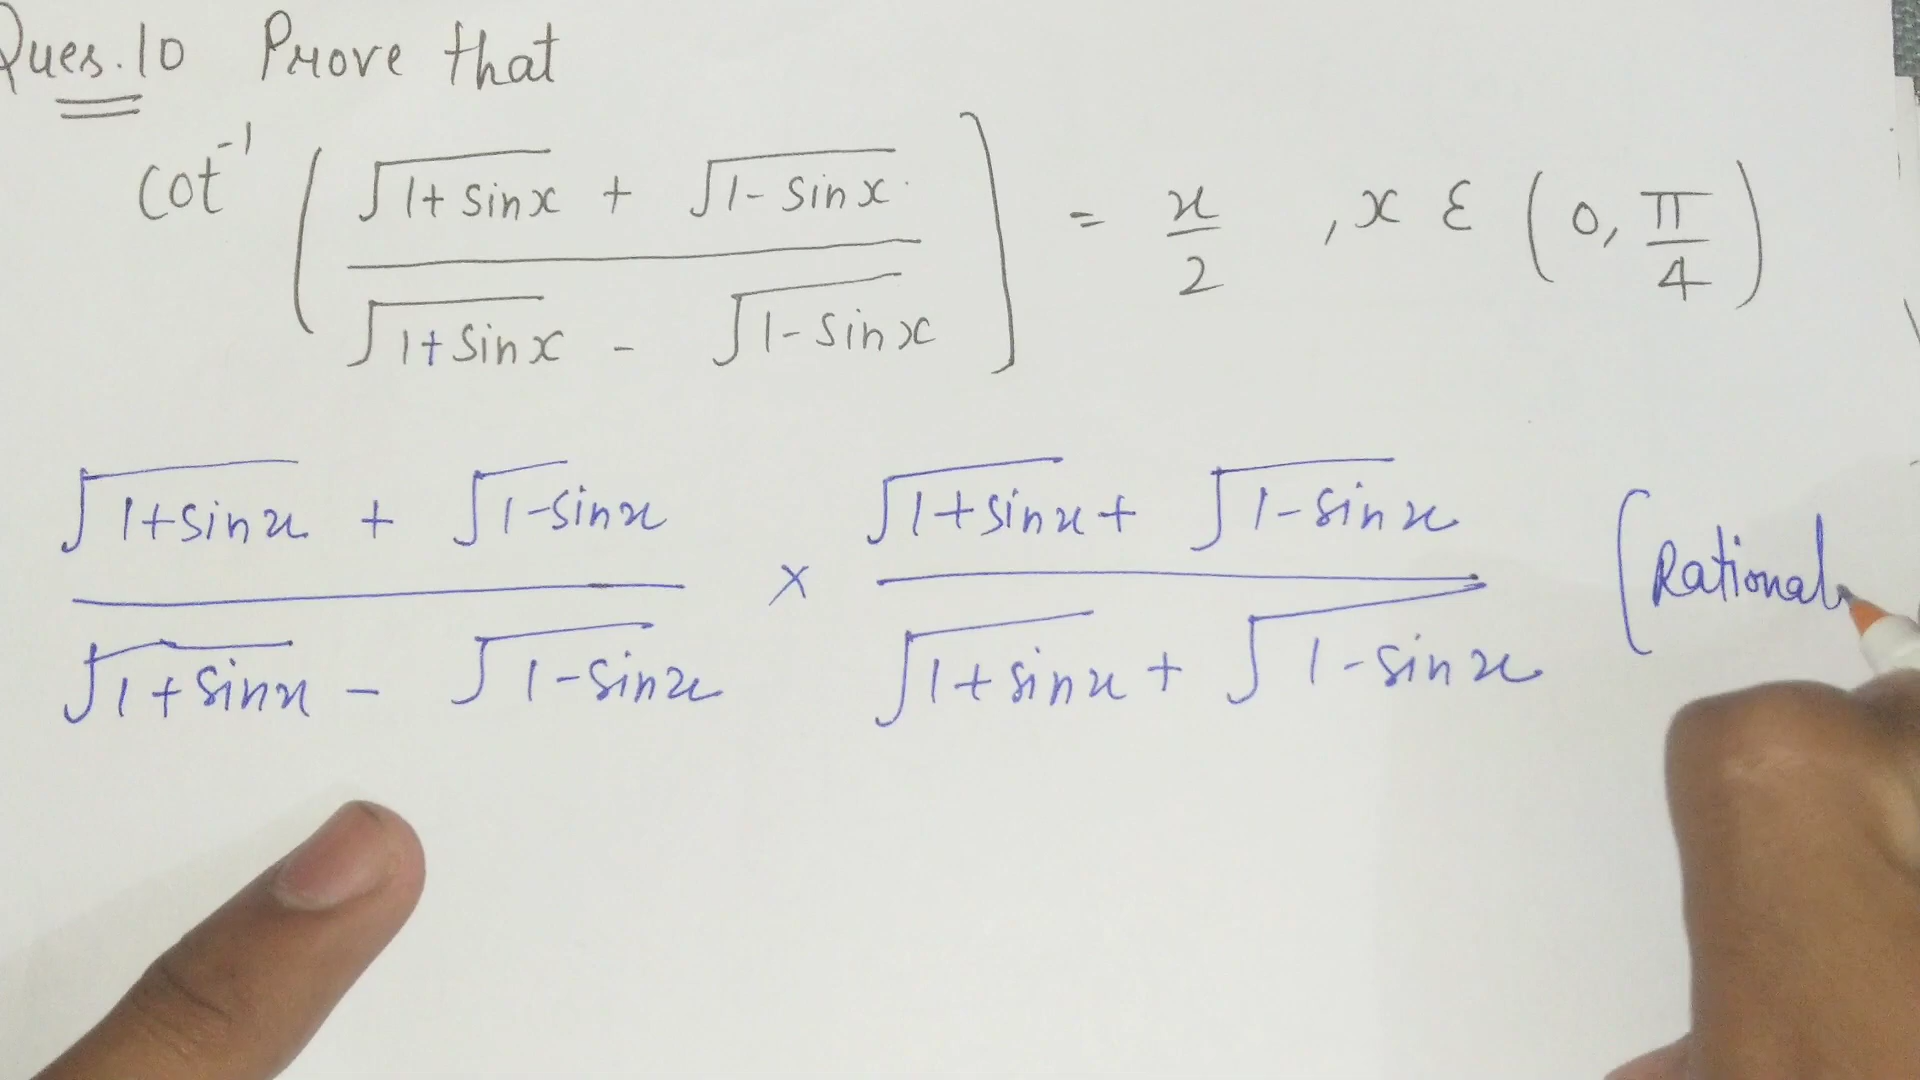 Ques.10 Prove that
cot⁻¹ ( (√(1+sinx) + √(1-sinx)) / (√(1+sinx) - √(1-sinx)) ) = x/2 , x ε (0, π/4)
(√(1+sinx) + √(1-sinx)) / (√(1+sinx) - √(1-sinx)) × (√(1+sinx) + √(1-sinx)) / (√(1+sinx) + √(1-sinx)) [Rational